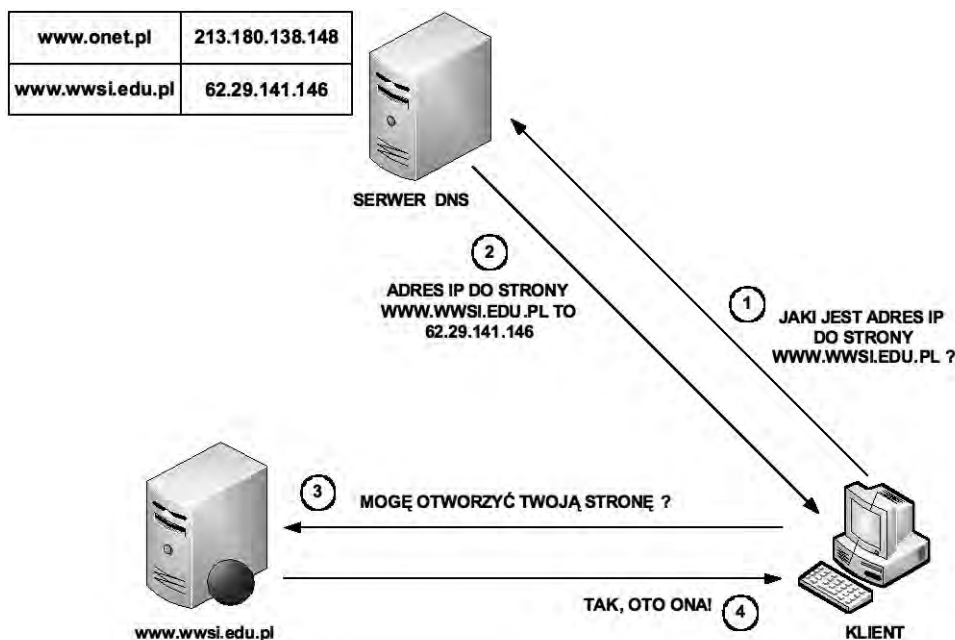 www.onet.pl 213.180.138.148
www.wwsi.edu.pl 62.29.141.146
SERWER DNS
2
ADRES IP DO STRONY
WWW.WWSI.EDU.PL TO
62.29.141.146
1
JAKI JEST ADRES IP
DO STRONY
WWW.WWSI.EDU.PL ?
3
MOGĘ OTWORZYĆ TWOJĄ STRONĘ ?
TAK, OTO ONA!
4
www.wwsi.edu.pl
KLIENT